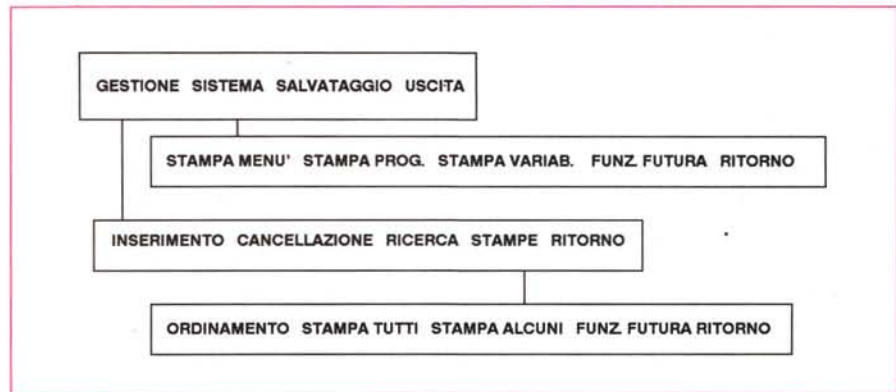 GESTIONE SISTEMA SALVATAGGIO USCITA
STAMPA MENU' STAMPA PROG. STAMPA VARIAB. FUNZ. FUTURA RITORNO
INSERIMENTO CANCELLAZIONE RICERCA STAMPE RITORNO
ORDINAMENTO STAMPA TUTTI STAMPA ALCUNI FUNZ. FUTURA RITORNO